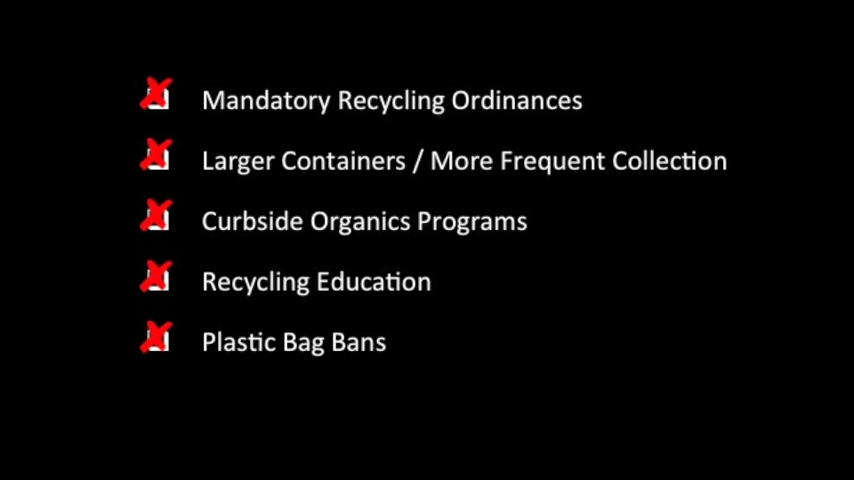 Mandatory Recycling Ordinances
Larger Containers / More Frequent Collection
Curbside Organics Programs
Recycling Education
Plastic Bag Bans